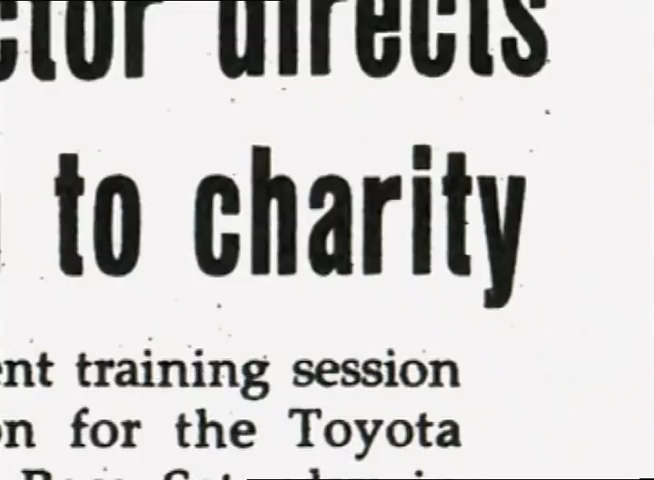 ctor directs
to charity
ent training session
on for the Toyota